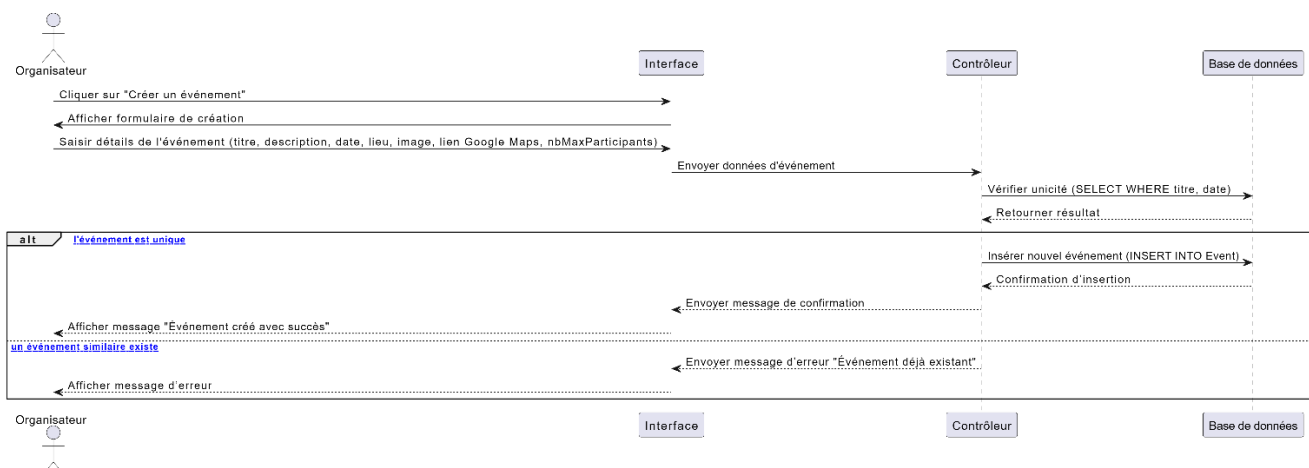 Organisateur
Interface
Contrôleur
Base de données
Cliquer sur "Créer un événement"
Afficher formulaire de création
Saisir détails de l'événement (titre, description, date, lieu, image, lien Google Maps, nbMaxParticipants)
Envoyer données d'événement
Vérifier unicité (SELECT WHERE titre, date)
Retourner résultat
alt
l'événement est unique
Insérer nouvel événement (INSERT INTO Event)
Confirmation d'insertion
Envoyer message de confirmation
Afficher message "Événement créé avec succès"
un événement similaire existe
Envoyer message d'erreur "Événement déjà existant"
Afficher message d'erreur
Organisateur
Interface
Contrôleur
Base de données